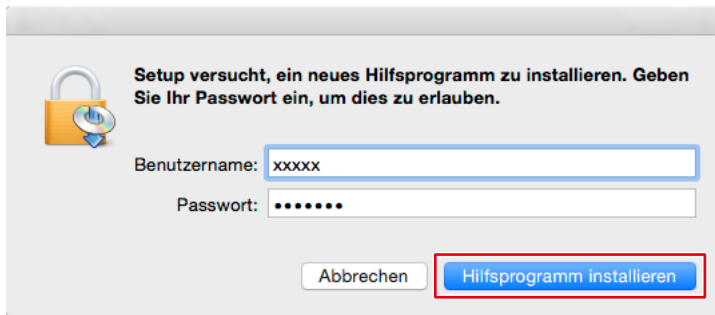 Setup versucht, ein neues Hilfsprogramm zu installieren. Geben
Sie Ihr Passwort ein, um dies zu erlauben.
Benutzername: xxxxx
Passwort: •••••••
Abbrechen Hilfsprogramm installieren